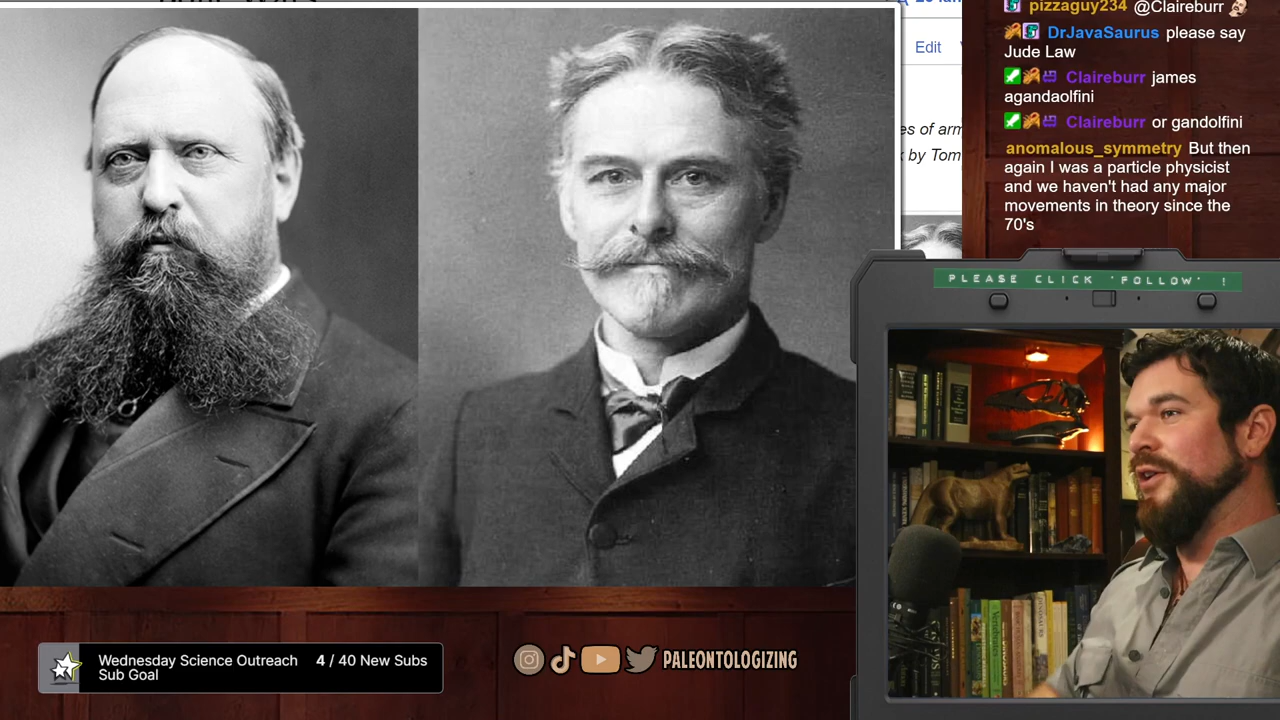 Edit
es of arm
by Tom
pizzaguy234 @Claireburr
DrJavaSaurus please say
Jude Law
Claireburr james
agandaolfini
Claireburr or gandolfini
anomalous_symmetry But then
again I was a particle physicist
and we haven't had any major
movements in theory since the
70's
PLEASE CLICK 'FOLLOW' !
Wednesday Science Outreach 4 / 40 New Subs
Sub Goal
PALEONTOLOGIZING